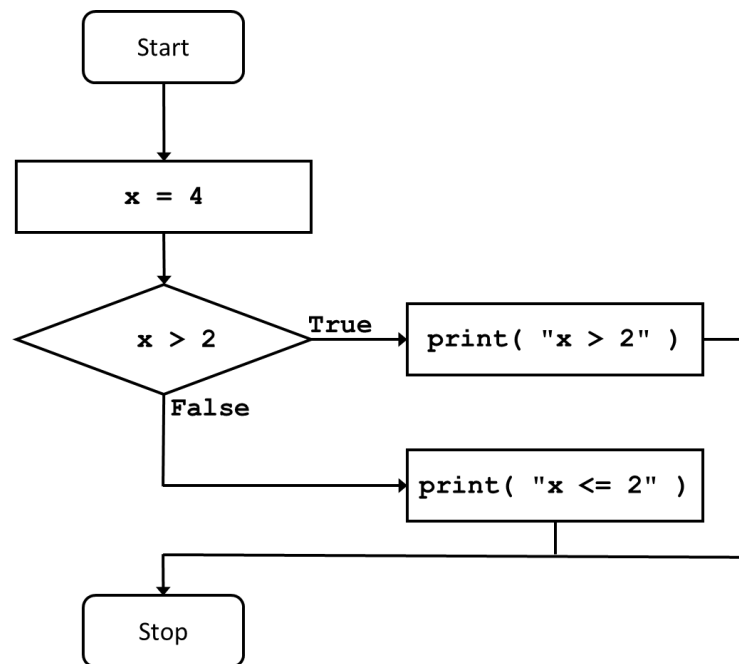 Start
x = 4
x > 2
True
print( "x > 2" )
False
print( "x <= 2" )
Stop